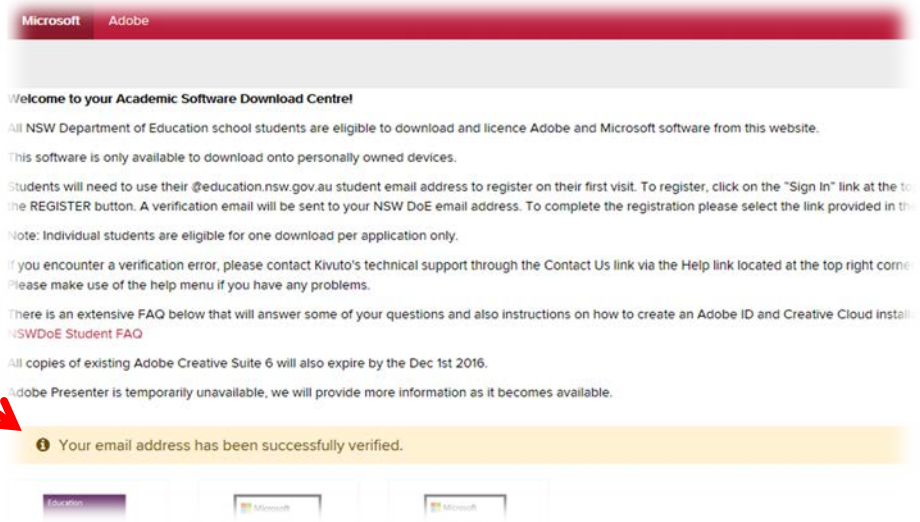 Microsoft Adobe
Welcome to your Academic Software Download Centre!
All NSW Department of Education school students are eligible to download and licence Adobe and Microsoft software from this website.
This software is only available to download onto personally owned devices.
Students will need to use their @education.nsw.gov.au student email address to register on their first visit. To register, click on the "Sign In" link at the top
the REGISTER button. A verification email will be sent to your NSW DoE email address. To complete the registration please select the link provided in the
Note: Individual students are eligible for one download per application only.
If you encounter a verification error, please contact Kivuto's technical support through the Contact Us link via the Help link located at the top right corner
Please make use of the help menu if you have any problems.
There is an extensive FAQ below that will answer some of your questions and also instructions on how to create an Adobe ID and Creative Cloud install
NSWDoE Student FAQ
All copies of existing Adobe Creative Suite 6 will also expire by the Dec 1st 2016.
Adobe Presenter is temporarily unavailable, we will provide more information as it becomes available.
Your email address has been successfully verified.
Education Microsoft Microsoft